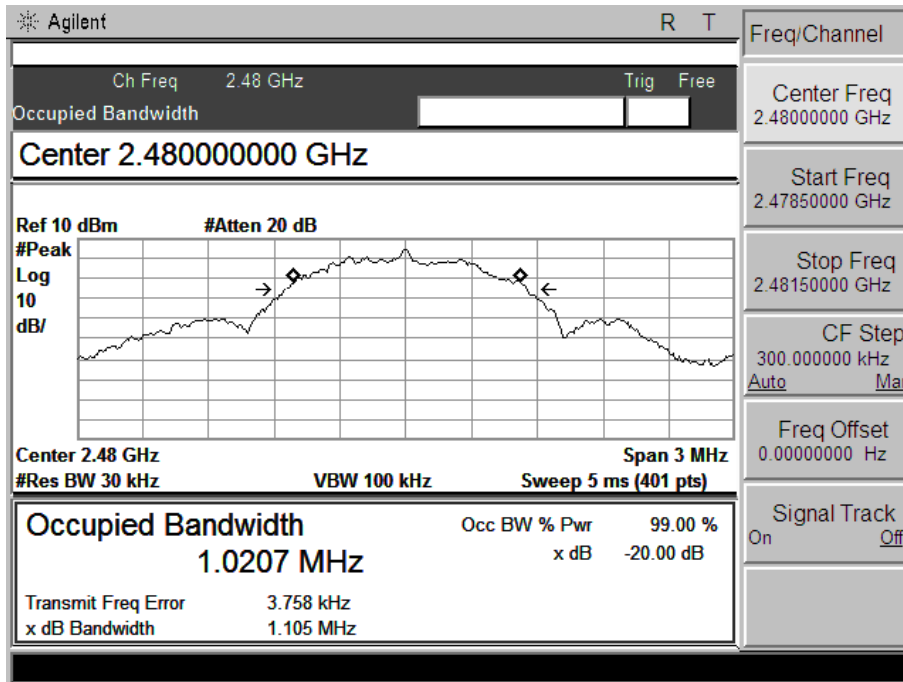 Agilent R T
Freq/Channel
Ch Freq 2.48 GHz Trig Free
Occupied Bandwidth
Center 2.480000000 GHz
Ref 10 dBm #Atten 20 dB
#Peak
Log
10
dB/
Center 2.48 GHz Span 3 MHz
#Res BW 30 kHz VBW 100 kHz Sweep 5 ms (401 pts)
Occupied Bandwidth Occ BW % Pwr 99.00 %
1.0207 MHz x dB -20.00 dB
Transmit Freq Error 3.758 kHz
x dB Bandwidth 1.105 MHz
Center Freq
2.48000000 GHz
Start Freq
2.47850000 GHz
Stop Freq
2.48150000 GHz
CF Step
300.000000 kHz
Auto Mar
Freq Offset
0.00000000 Hz
Signal Track
On Off